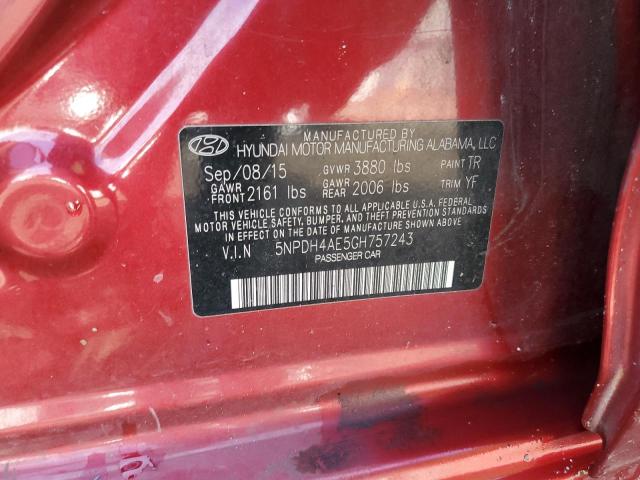 MANUFACTURED BY
HYUNDAI MOTOR MANUFACTURING ALABAMA, LLC
Sep/08/15 GVWR 3880 lbs PAINT TR
GAWR FRONT 2161 lbs GAWR REAR 2006 lbs TRIM YF
THIS VEHICLE CONFORMS TO ALL APPLICABLE U.S.A. FEDERAL
MOTOR VEHICLE SAFETY, BUMPER, AND THEFT PREVENTION
STANDARDS IN EFFECT ON THE DATE OF MANUFACTURE SHOWN ABOVE.
V.I.N 5NPDH4AE5GH757243
PASSENGER CAR